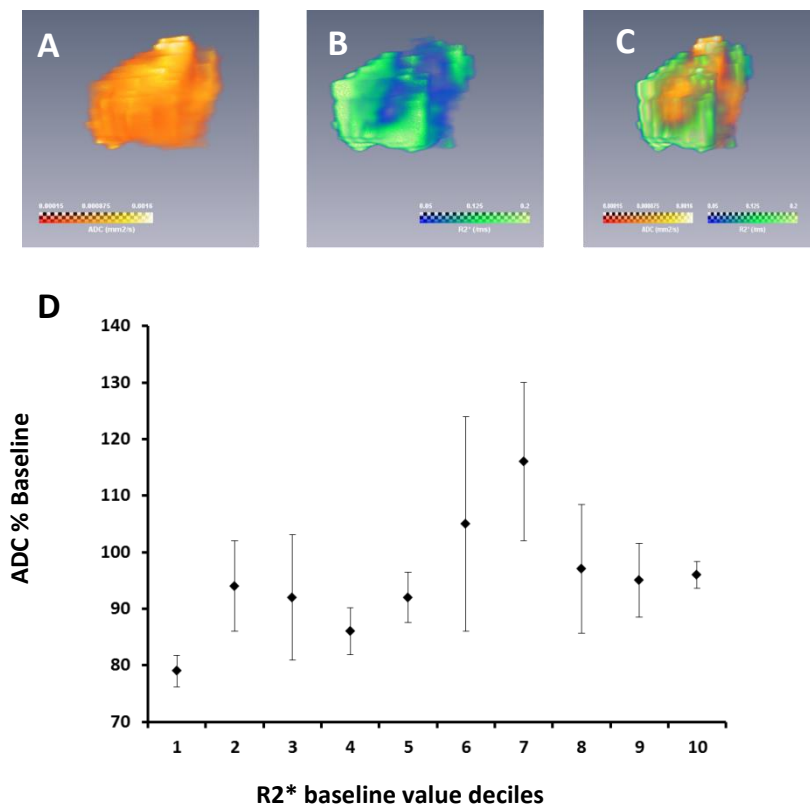 A
B
C
0.00015 0.000875 0.0016
ADC (mm2/s)
0.05 0.125 0.2
R2* (/ms)
0.00015 0.000875 0.0016 0.05 0.125 0.2
ADC (mm2/s) R2* (/ms)
D
140
130
120
110
100
90
80
70
ADC % Baseline
1 2 3 4 5 6 7 8 9 10
R2* baseline value deciles